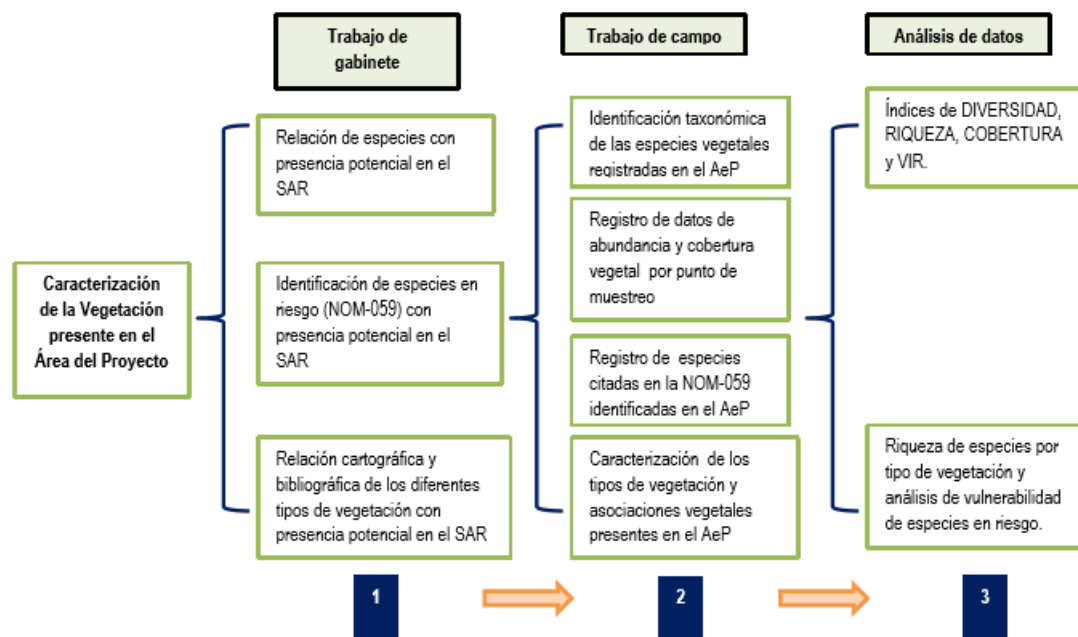 Trabajo de
gabinete
Trabajo de campo
Análisis de datos
Caracterización
de la Vegetación
presente en el
Área del Proyecto
Relación de especies con
presencia potencial en el
SAR
Identificación de especies en
riesgo (NOM-059) con
presencia potencial en el
SAR
Relación cartográfica y
bibliográfica de los diferentes
tipos de vegetación con
presencia potencial en el SAR
Identificación taxonómica
de las especies vegetales
registradas en el AeP
Registro de datos de
abundancia y cobertura
vegetal por punto de
muestreo
Registro de especies
citadas en la NOM-059
identificadas en el AeP
Caracterización de los
tipos de vegetación y
asociaciones vegetales
presentes en el AeP
Índices de DIVERSIDAD,
RIQUEZA, COBERTURA
y VIR.
Riqueza de especies por
tipo de vegetación y
análisis de vulnerabilidad
de especies en riesgo.
1
2
3